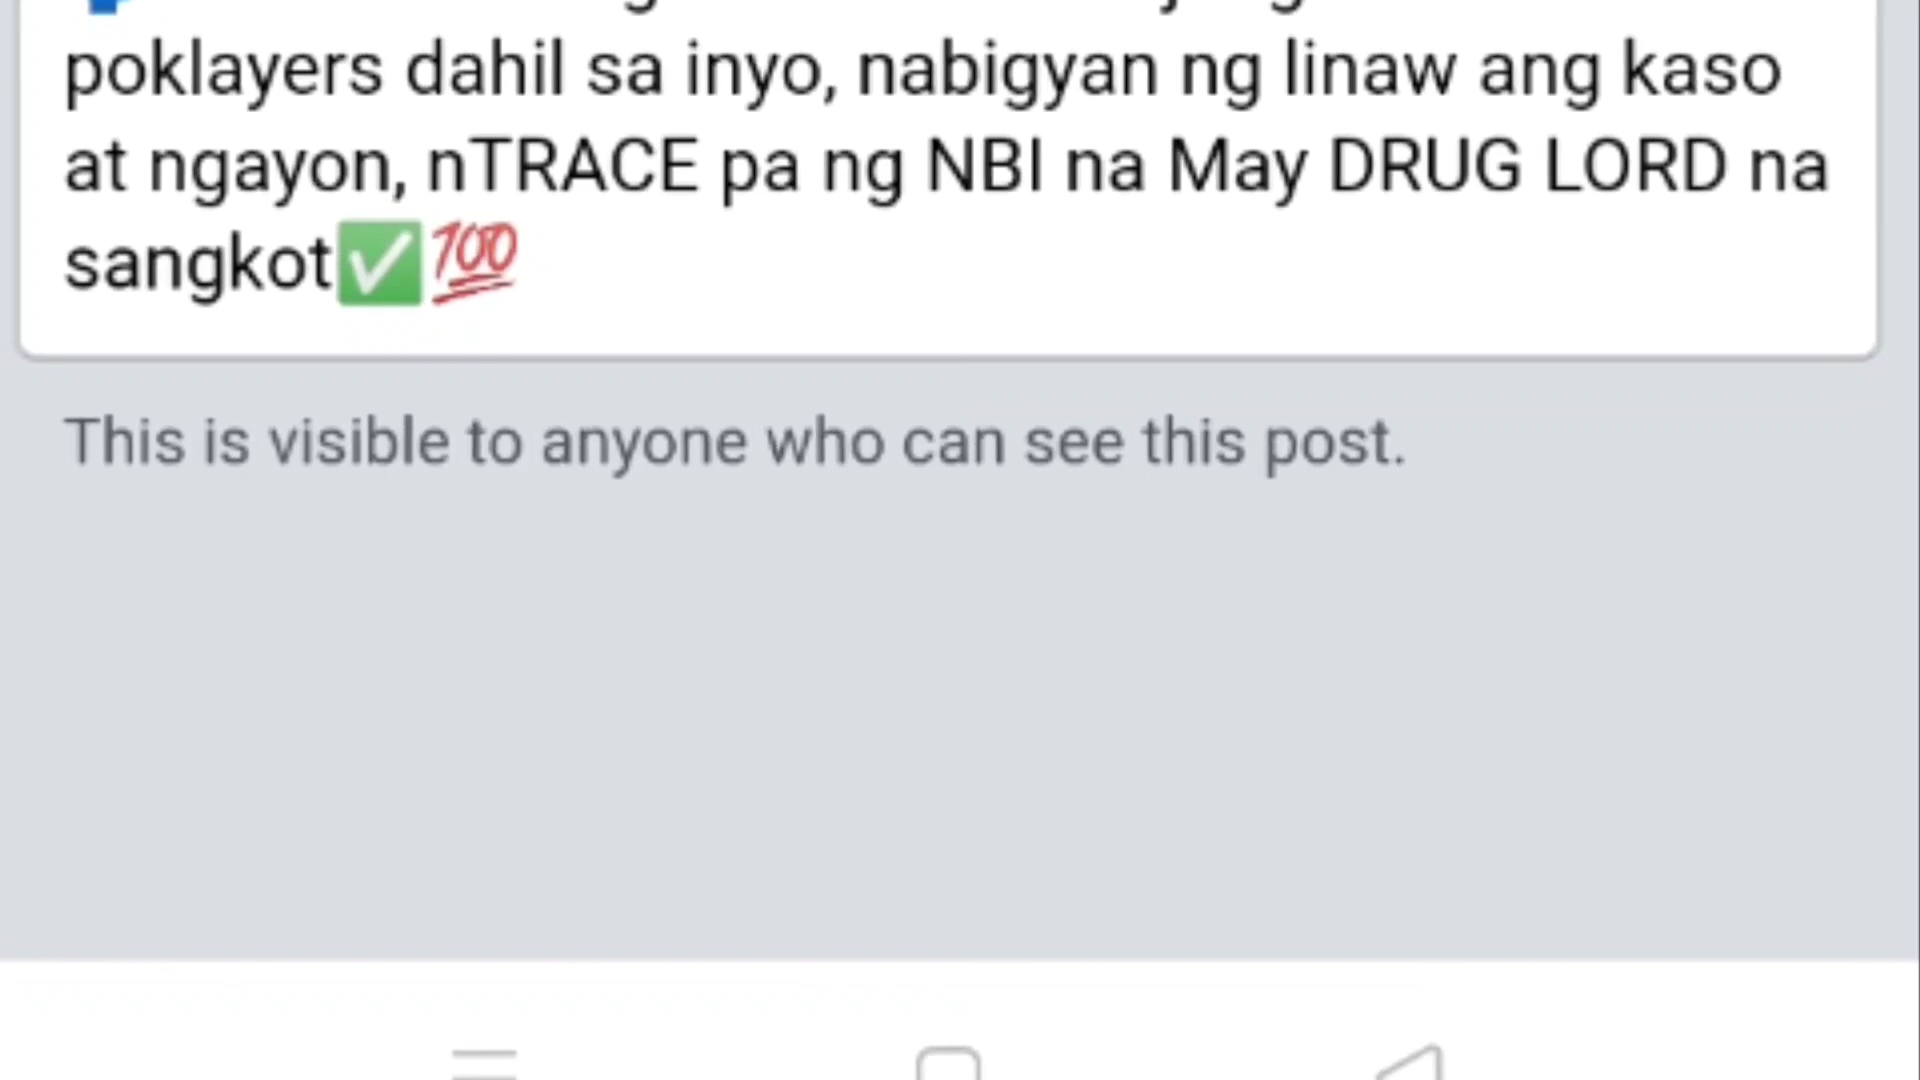 poklayers dahil sa inyo, nabigyan ng linaw ang kaso
at ngayon, nTRACE pa ng NBI na May DRUG LORD na
sangkot✅💯
This is visible to anyone who can see this post.